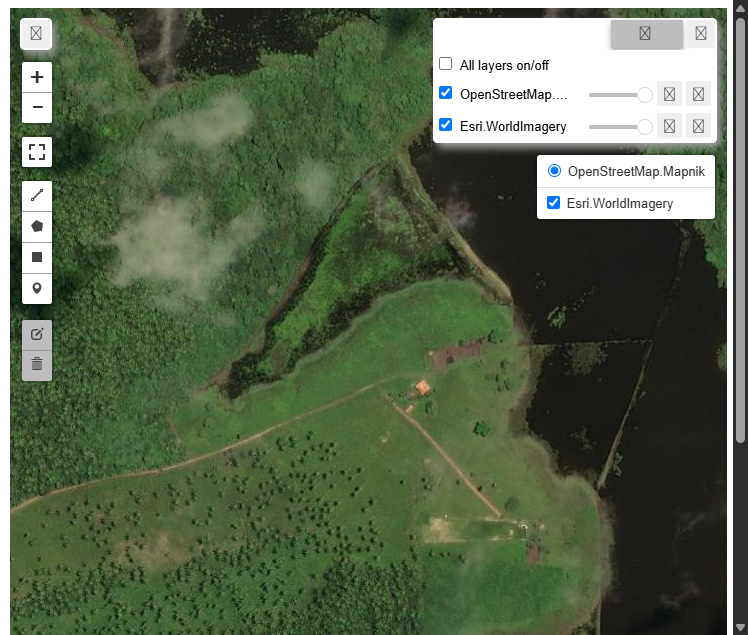 +
−
All layers on/off
OpenStreetMap....
Esri.WorldImagery
OpenStreetMap.Mapnik
Esri.WorldImagery